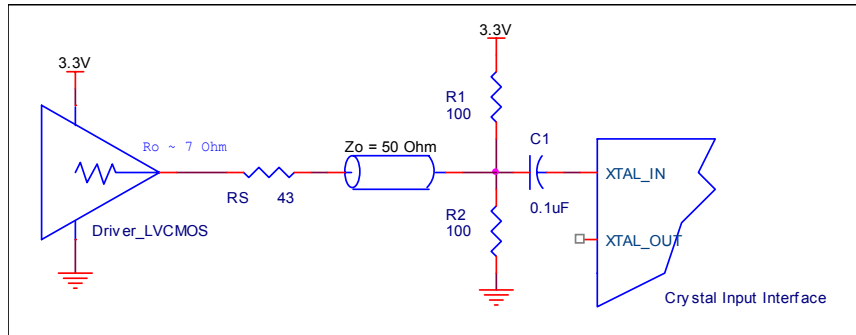 3.3V
3.3V
R1
100
Ro ~ 7 Ohm
Zo = 50 Ohm
C1
XTAL_IN
RS 43
0.1uF
R2
100
XTAL_OUT
Driver_LVCMOS
Crystal Input Interface